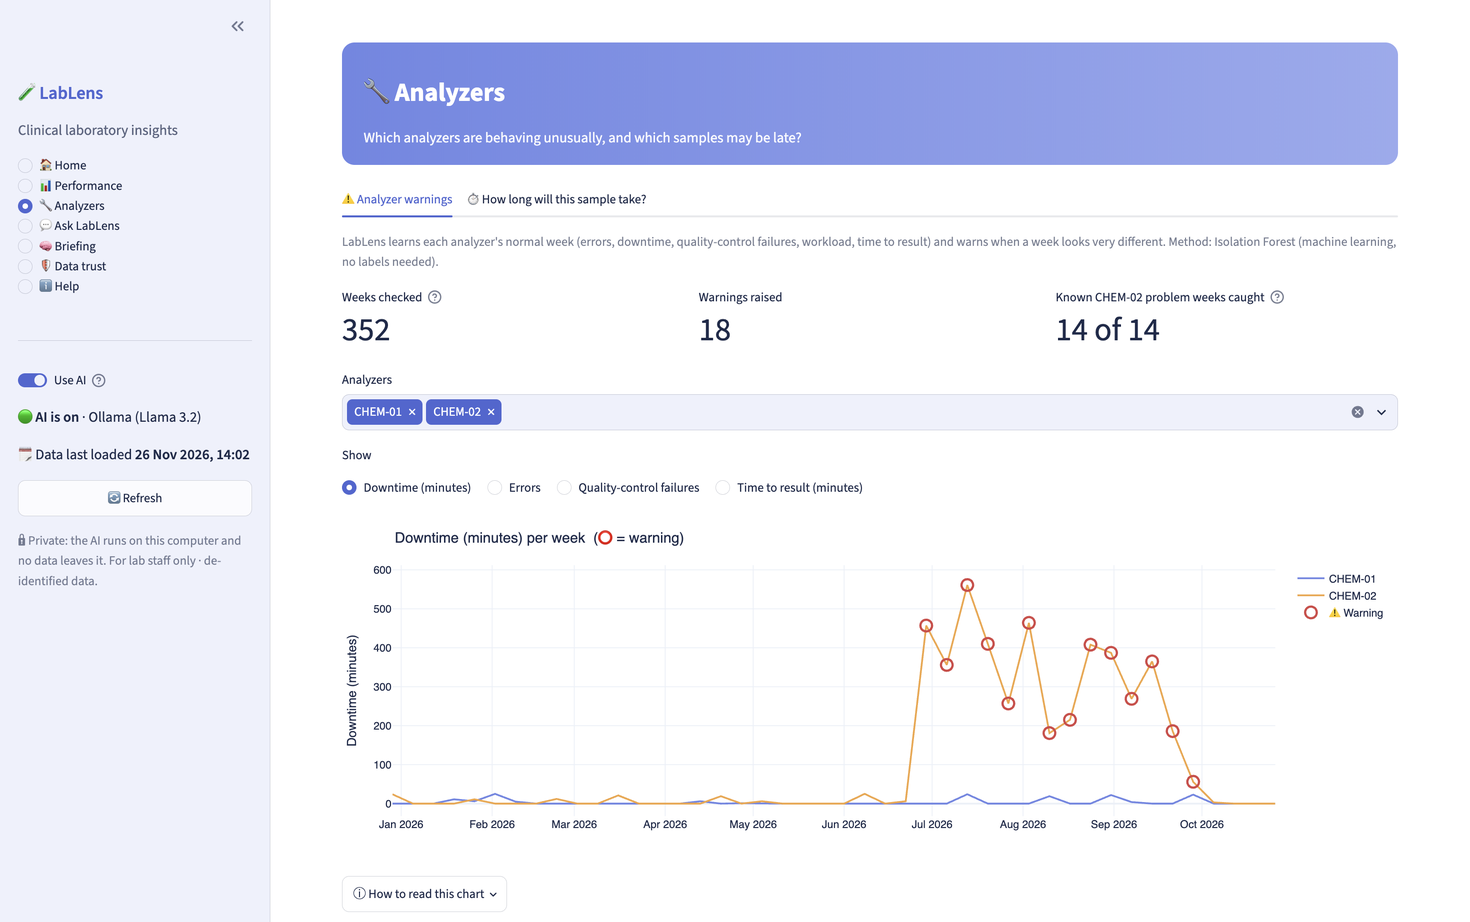 LabLens
Clinical laboratory insights
Home
Performance
Analyzers
Ask LabLens
Briefing
Data trust
Help
Use AI
AI is on · Ollama (Llama 3.2)
Data last loaded 26 Nov 2026, 14:02
Refresh
Private: the AI runs on this computer and
no data leaves it. For lab staff only · de-
identified data.
Analyzers
Which analyzers are behaving unusually, and which samples may be late?
Analyzer warnings
How long will this sample take?
LabLens learns each analyzer's normal week (errors, downtime, quality-control failures, workload, time to result) and warns when a week looks very different. Method: Isolation Forest (machine learning,
no labels needed).
Weeks checked
352
Warnings raised
18
Known CHEM-02 problem weeks caught
14 of 14
Analyzers
CHEM-01 ×
CHEM-02 ×
Show
Downtime (minutes)
Errors
Quality-control failures
Time to result (minutes)
Downtime (minutes) per week (⭕ = warning)
Downtime (minutes)
600
500
400
300
200
100
0
Jan 2026
Feb 2026
Mar 2026
Apr 2026
May 2026
Jun 2026
Jul 2026
Aug 2026
Sep 2026
Oct 2026
CHEM-01
CHEM-02
Warning
How to read this chart